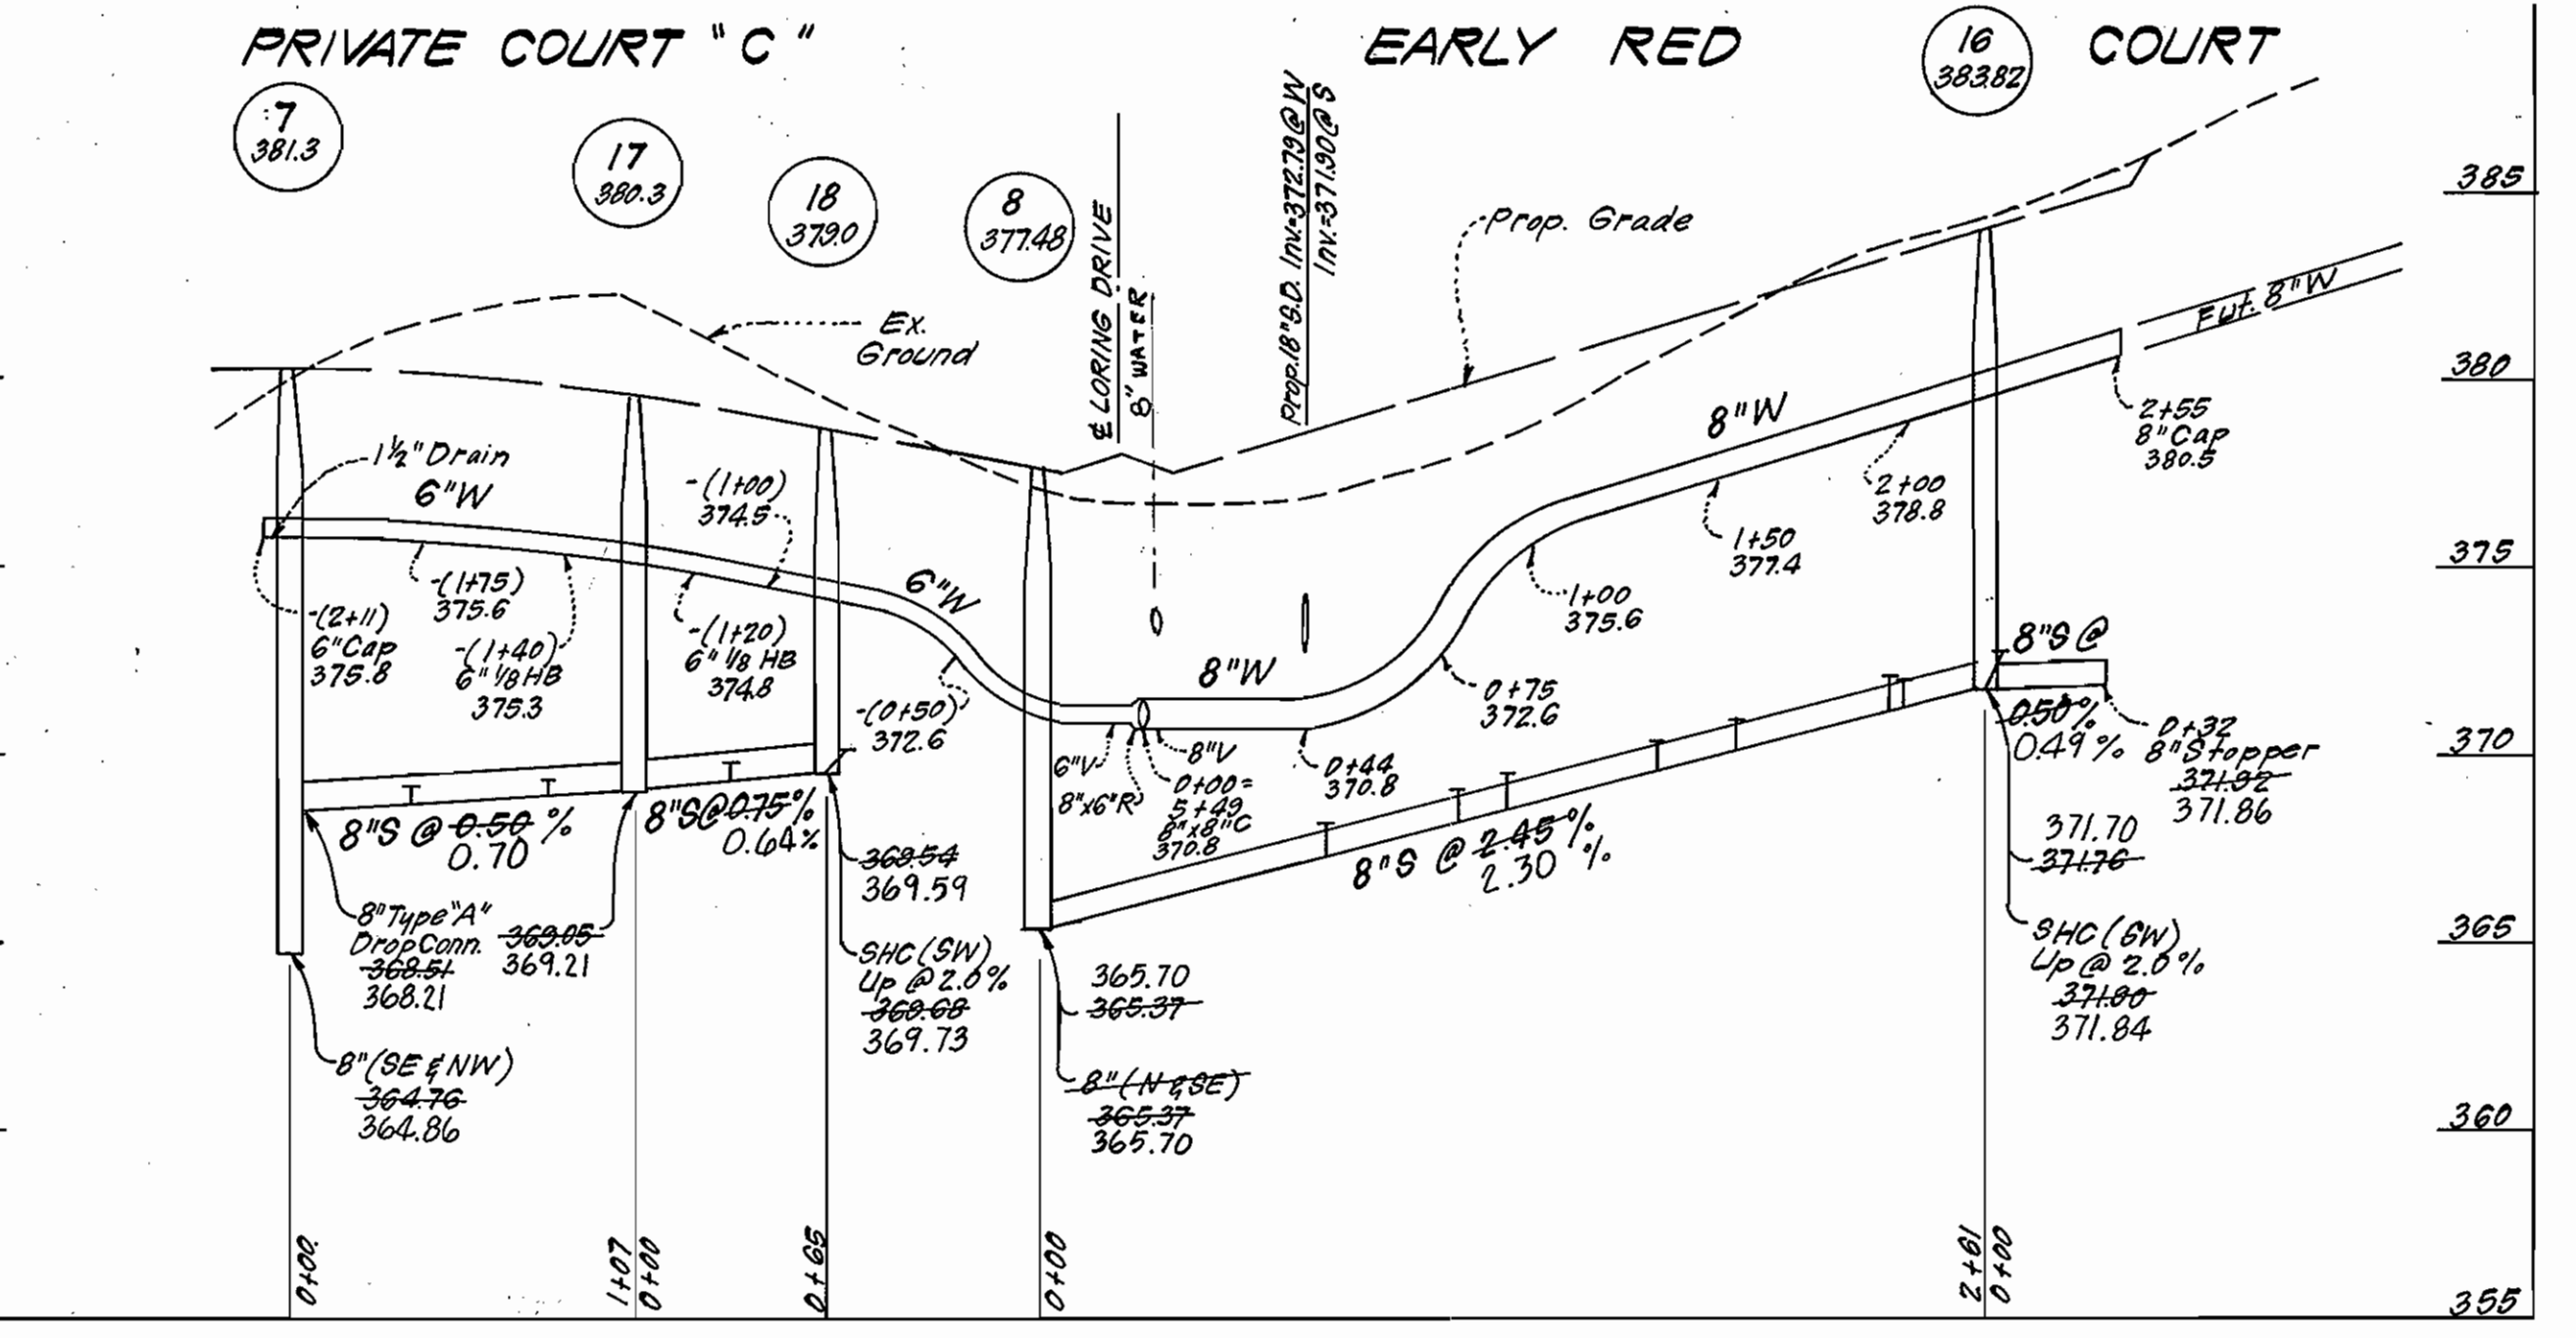 PRIVATE COURT "C"
EARLY RED COURT
7
381.3
17
380.3
18
379.0
8
377.48
16
383.82
℄ LORING DRIVE
8" WATER
Prop.18"S.D. Inv.=372.79@W
Inv.=371.90@S
Prop. Grade
Ex.
Ground
385
380
375
370
365
360
355
Fut. 8"W
8"W
2+55
8"Cap
380.5
2+00
378.8
1+50
377.4
1+00
375.6
0+75
372.6
0+44
370.8
8"W
8"V
0+00=
5+49
8"x8"C
370.8
6"V
8"x6"R
1½" Drain
6"W
-(1+00)
374.5
6"W
-(2+11)
6"Cap
375.8
-(1+75)
375.6
-(1+40)
6" 1/8 HB
375.3
-(1+20)
6" 1/8 HB
374.8
-(0+50)
372.6
8"S @ 0.50 %
0.70
8"S@0.75%
0.64%
369.54
369.59
8"Type"A"
Drop Conn.
368.51
368.21
369.05
369.21
SHC (SW)
Up @ 2.0%
369.68
369.73
8"(SE & NW)
364.76
364.86
365.70
365.37
8"(N & SE)
365.37
365.70
8"S @ 2.45%
2.30 %
8"S @
0.50%
0.49%
0+32
8"Stopper
371.92
371.86
371.70
371.76
SHC (SW)
Up @ 2.0%
371.90
371.84
0+00.
1+07
0+00
0+65
0+00
2+61
0+00